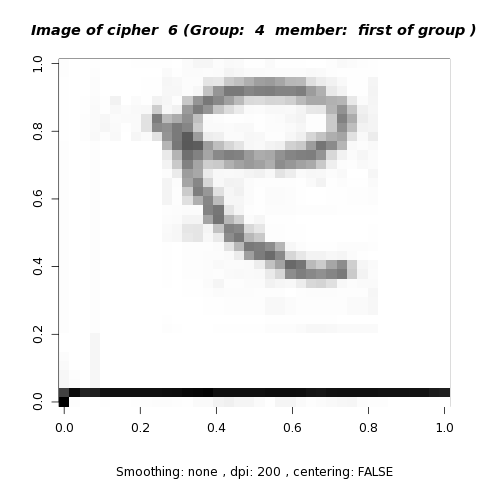 Image of cipher 6 (Group: 4 member: first of group )
1.0
0.8
0.6
0.4
0.2
0.0
0.0 0.2 0.4 0.6 0.8 1.0
Smoothing: none , dpi: 200 , centering: FALSE